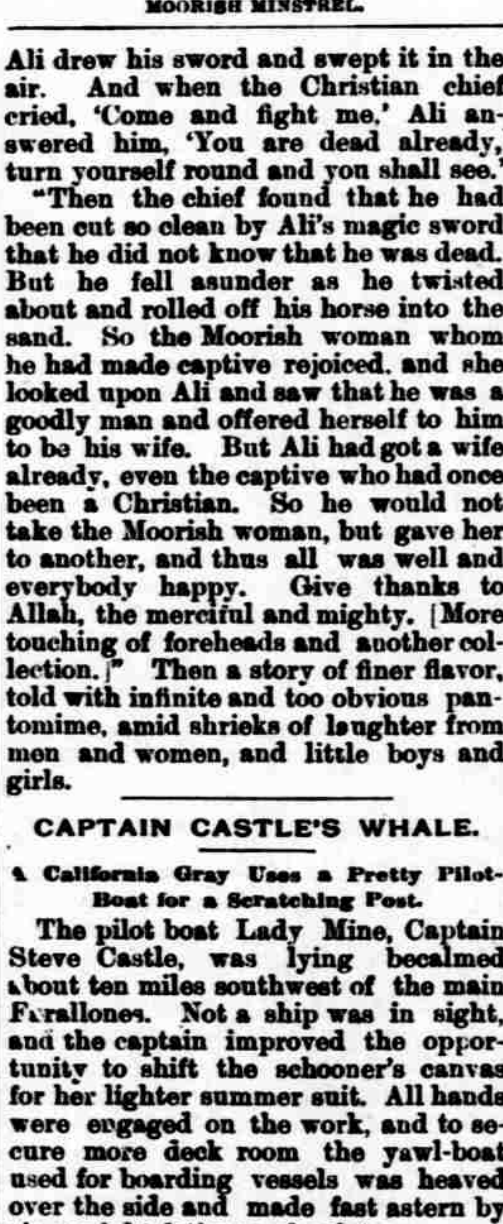 MOORISH MINSTREL.
Ali drew his sword and swept it in the
air. And when the Christian chief
cried, 'Come and fight me,' Ali an-
swered him, 'You are dead already,
turn yourself round and you shall see.'
"Then the chief found that he had
been cut so clean by Ali's magic sword
that he did not know that he was dead.
But he fell asunder as he twisted
about and rolled off his horse into the
sand. So the Moorish woman whom
he had made captive rejoiced. and she
looked upon Ali and saw that he was a
goodly man and offered herself to him
to be his wife. But Ali had got a wife
already, even the captive who had once
been a Christian. So he would not
take the Moorish woman, but gave her
to another, and thus all was well and
everybody happy. Give thanks to
Allah, the merciful and mighty. [More
touching of foreheads and another col-
lection.]" Then a story of finer flavor,
told with infinite and too obvious pan-
tomime, amid shrieks of laughter from
men and women, and little boys and
girls.
CAPTAIN CASTLE'S WHALE.
A California Gray Uses a Pretty Pilot-
Boat for a Scratching Post.
The pilot boat Lady Mine, Captain
Steve Castle, was lying becalmed
about ten miles southwest of the main
Farallones. Not a ship was in sight,
and the captain improved the oppor-
tunity to shift the schooner's canvas
for her lighter summer suit. All hands
were engaged on the work, and to se-
cure more deck room the yawl-boat
used for boarding vessels was heaved
over the side and made fast astern by